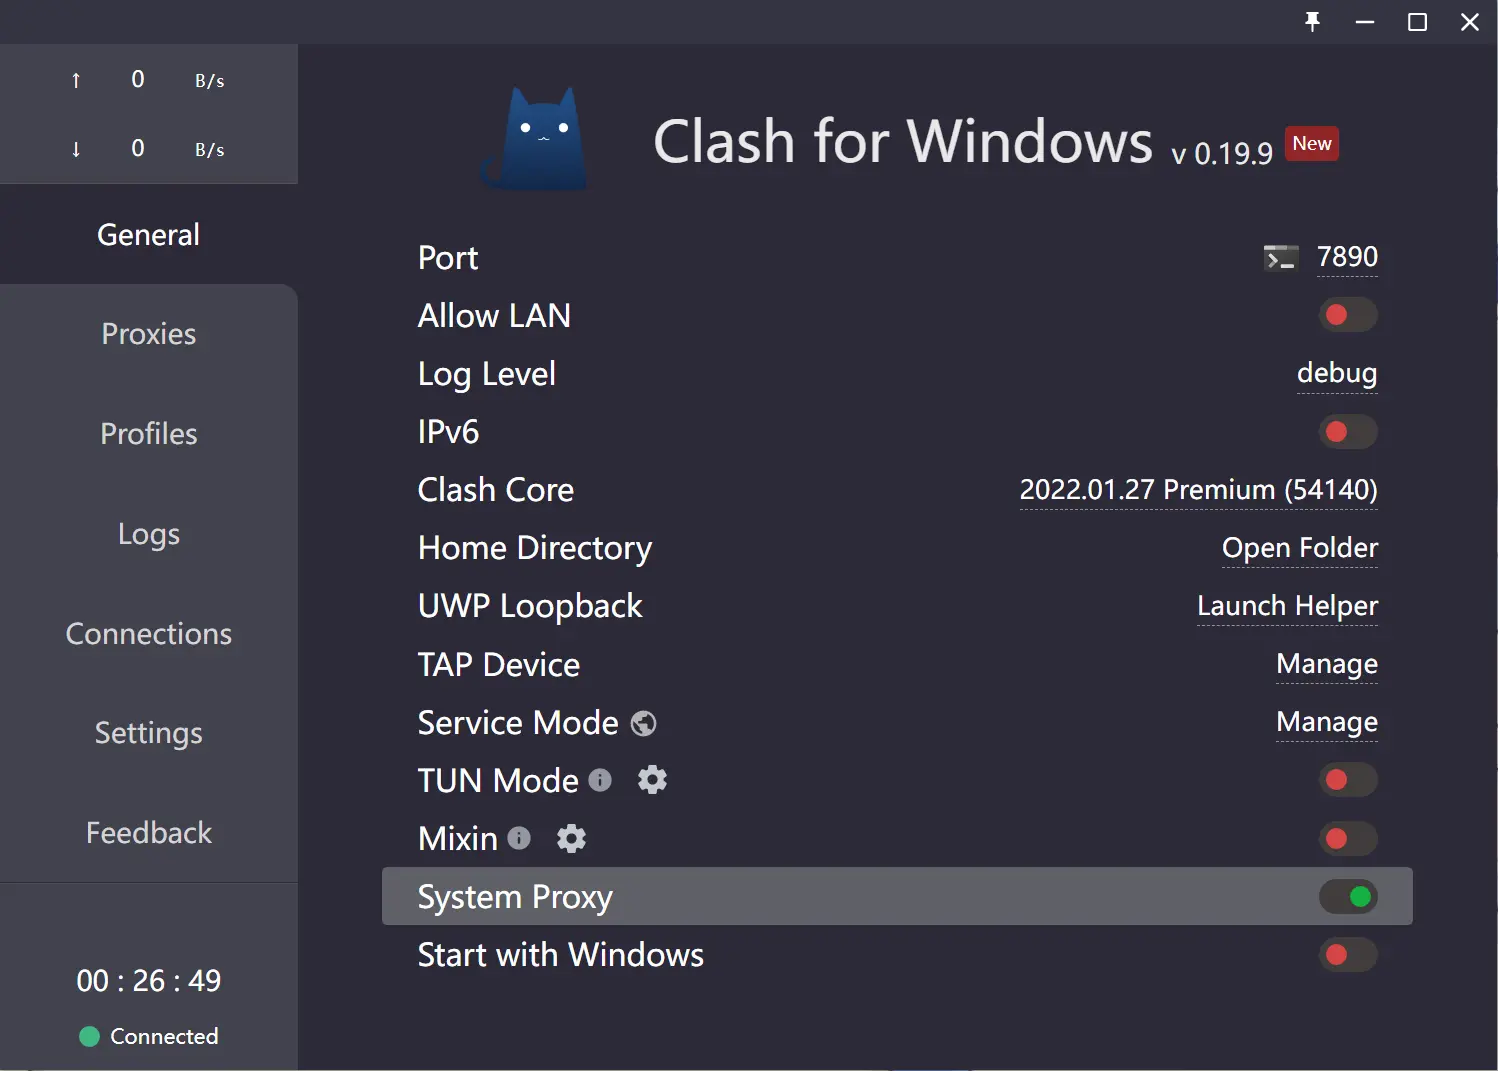 ↑ 0 B/s
↓ 0 B/s
General
Proxies
Profiles
Logs
Connections
Settings
Feedback
00 : 26 : 49
Connected
Clash for Windows v 0.19.9 New
Port 7890
Allow LAN
Log Level debug
IPv6
Clash Core 2022.01.27 Premium (54140)
Home Directory Open Folder
UWP Loopback Launch Helper
TAP Device Manage
Service Mode Manage
TUN Mode
Mixin
System Proxy
Start with Windows